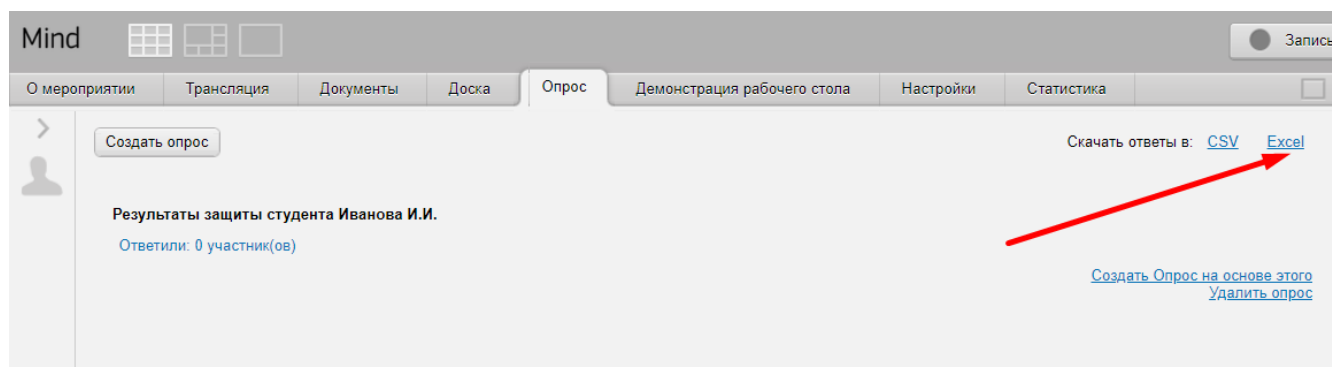 Mind
Запись
О мероприятии Трансляция Документы Доска Опрос Демонстрация рабочего стола Настройки Статистика
Создать опрос Скачать ответы в: CSV Excel
Результаты защиты студента Иванова И.И.
Ответили: 0 участник(ов)
Создать Опрос на основе этого
Удалить опрос